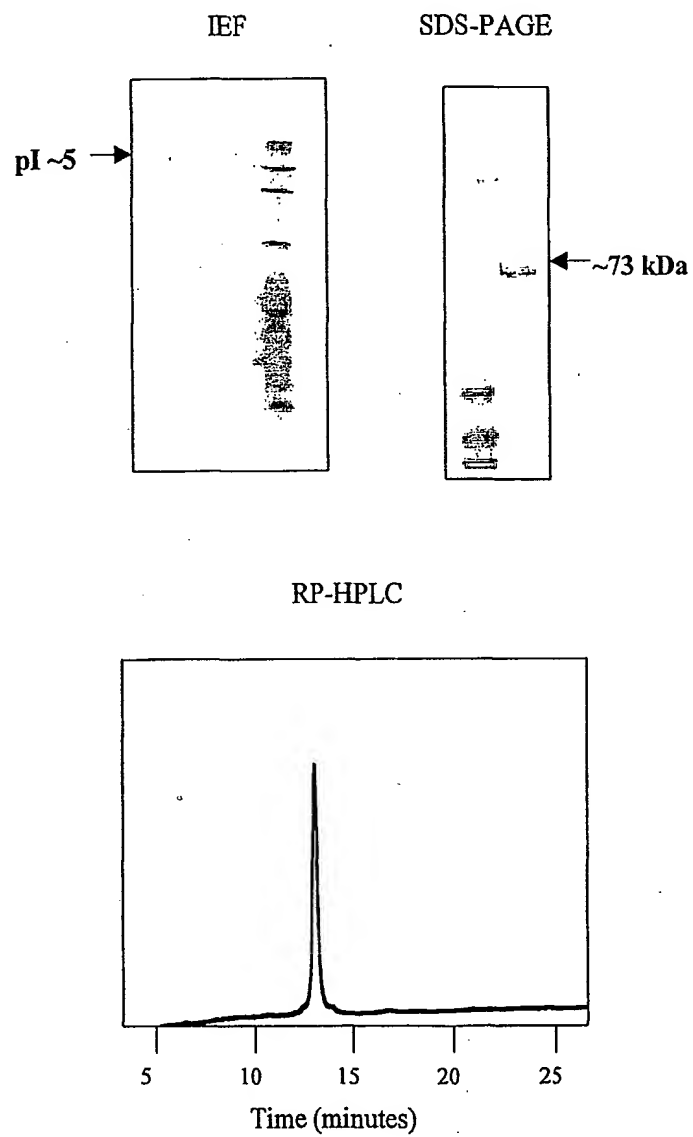 IEF
SDS-PAGE
pI ~5
~73 kDa
RP-HPLC
5 10 15 20 25
Time (minutes)